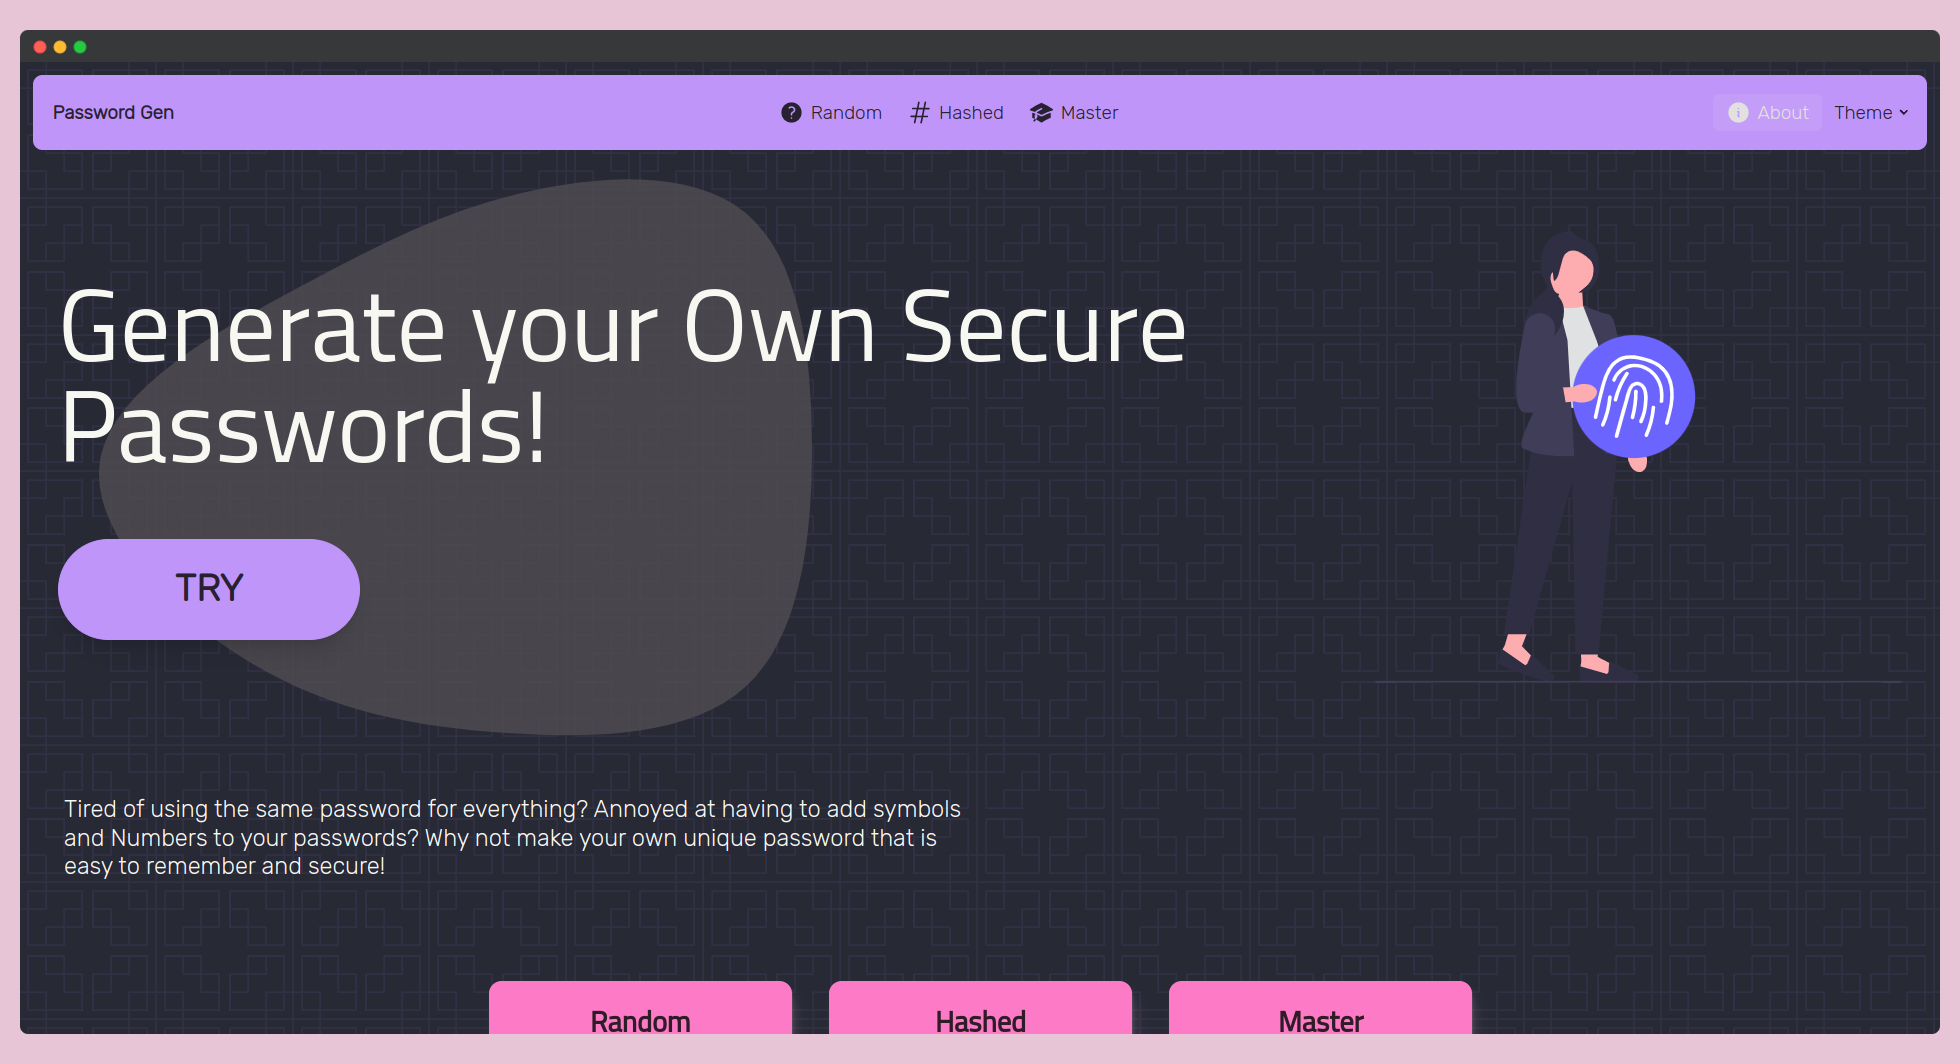 Password Gen
Random
Hashed
Master
About
Theme
Generate your Own Secure
Passwords!
TRY
Tired of using the same password for everything? Annoyed at having to add symbols
and Numbers to your passwords? Why not make your own unique password that is
easy to remember and secure!
Random
Hashed
Master